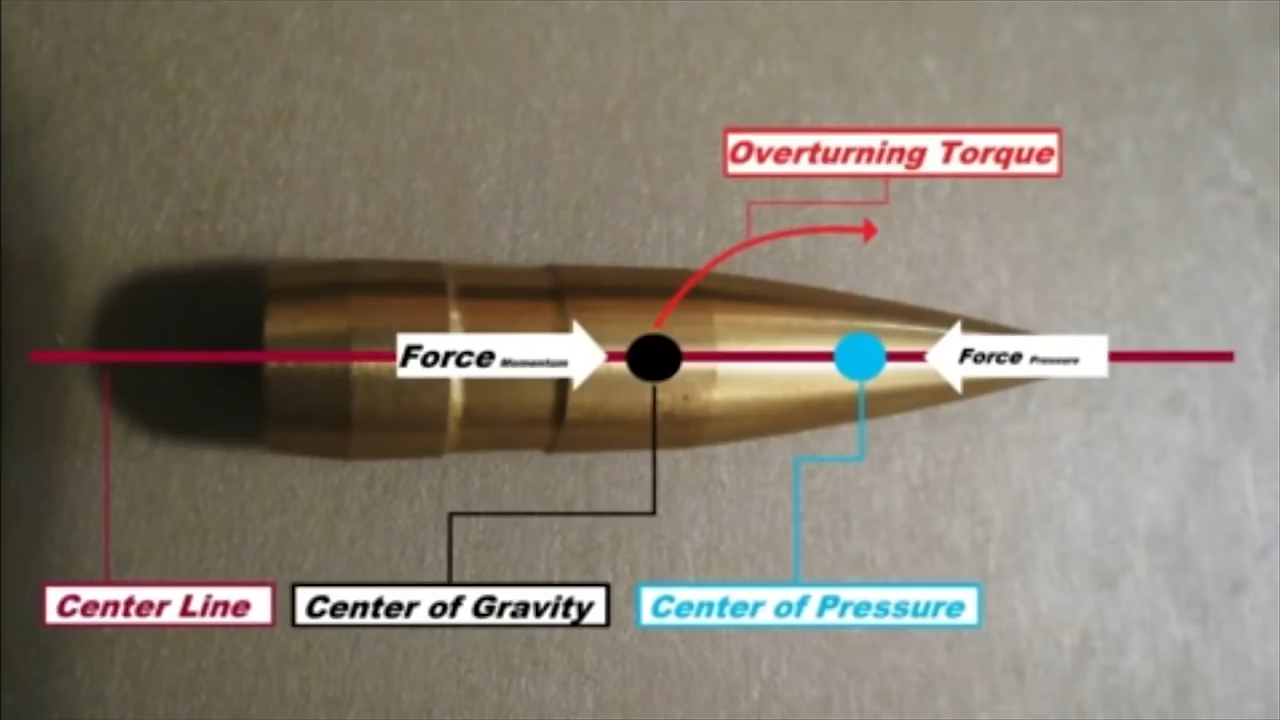 Overturning Torque
Force Momentum
Force Pressure
Center Line
Center of Gravity
Center of Pressure